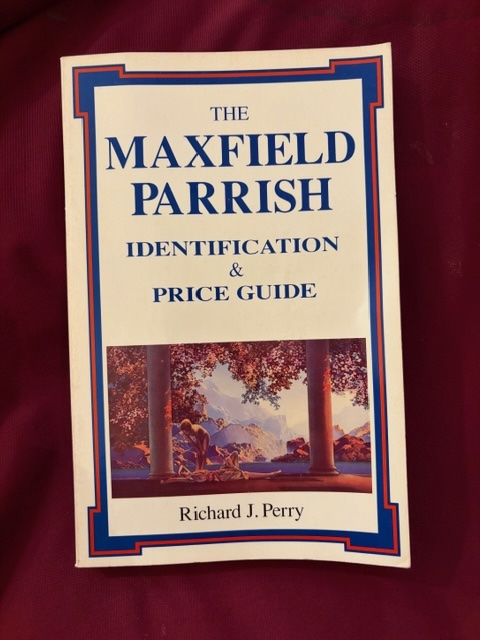 THE
MAXFIELD
PARRISH
IDENTIFICATION
&
PRICE GUIDE
Richard J. Perry